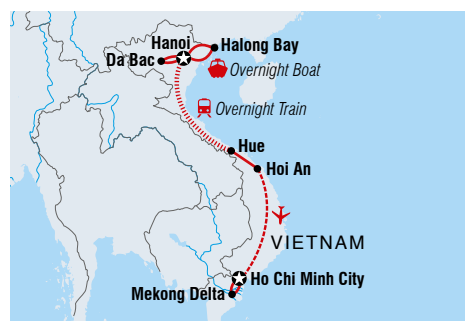 Hanoi
Halong Bay
Da Bac
Overnight Boat
Overnight Train
Hue
Hoi An
VIETNAM
Ho Chi Minh City
Mekong Delta